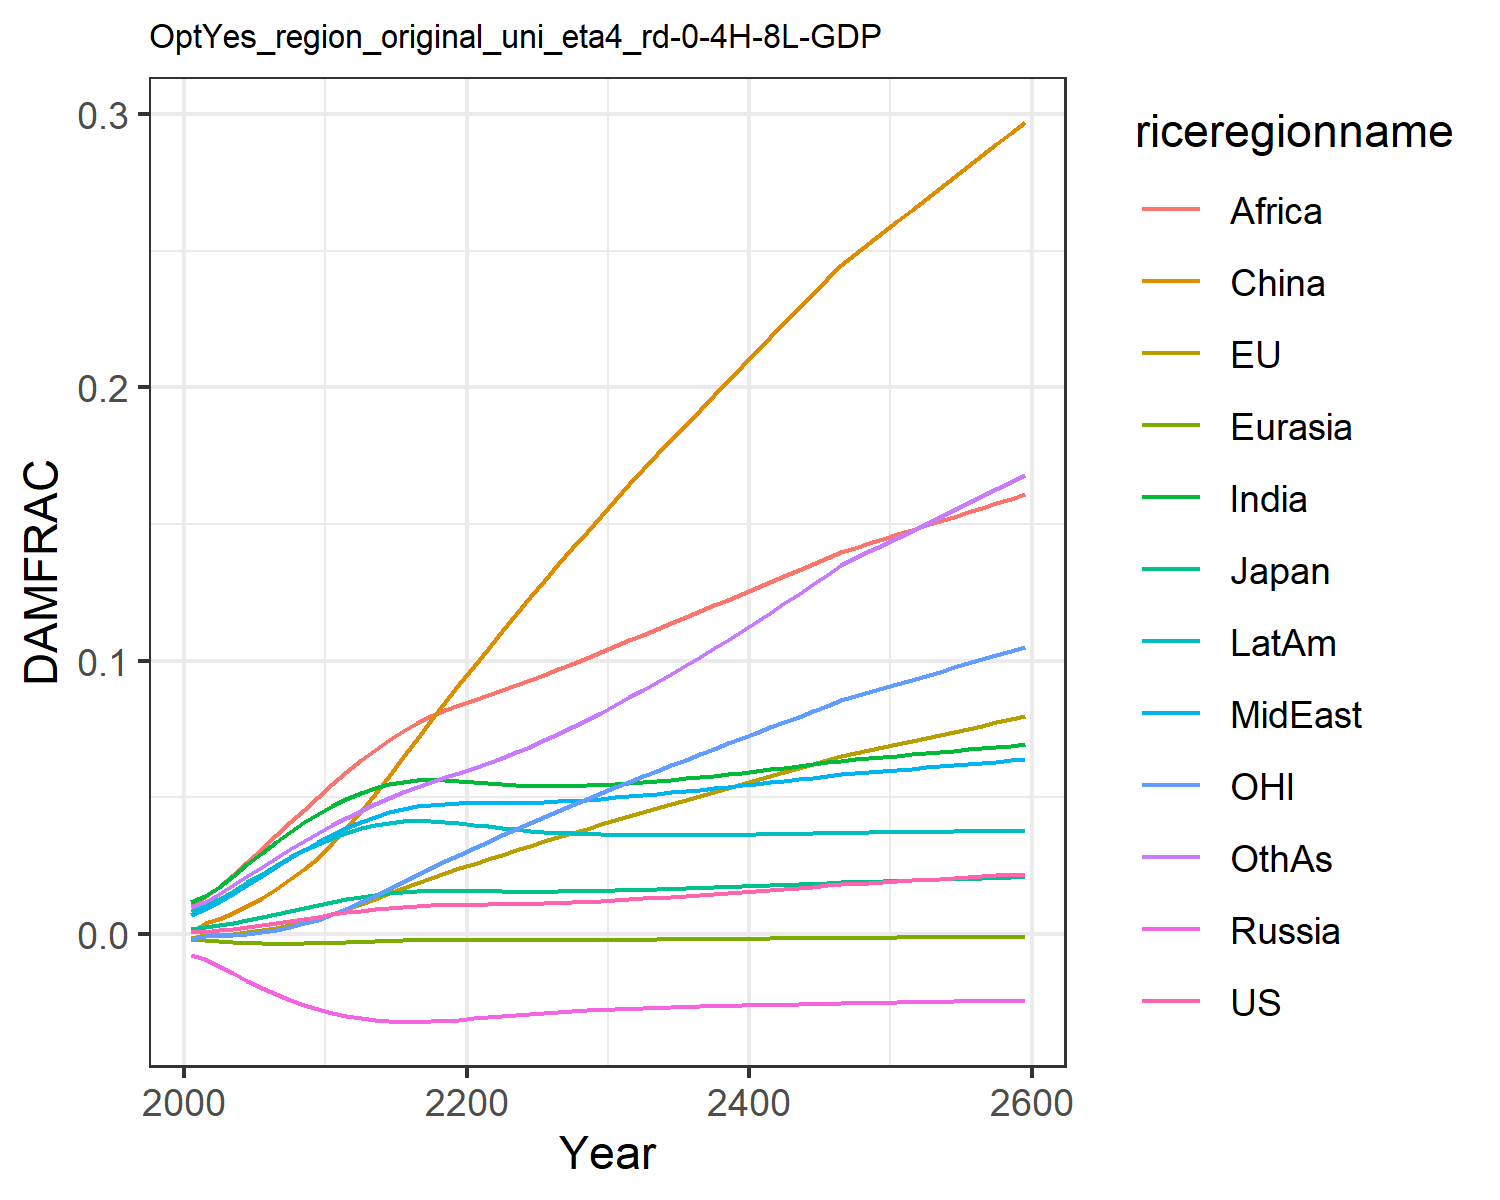 OptYes_region_original_uni_eta4_rd-0-4H-8L-GDP
0.3
0.2
0.1
0.0
DAMFRAC
2000
2200
2400
2600
Year
riceregionname
Africa
China
EU
Eurasia
India
Japan
LatAm
MidEast
OHI
OthAs
Russia
US